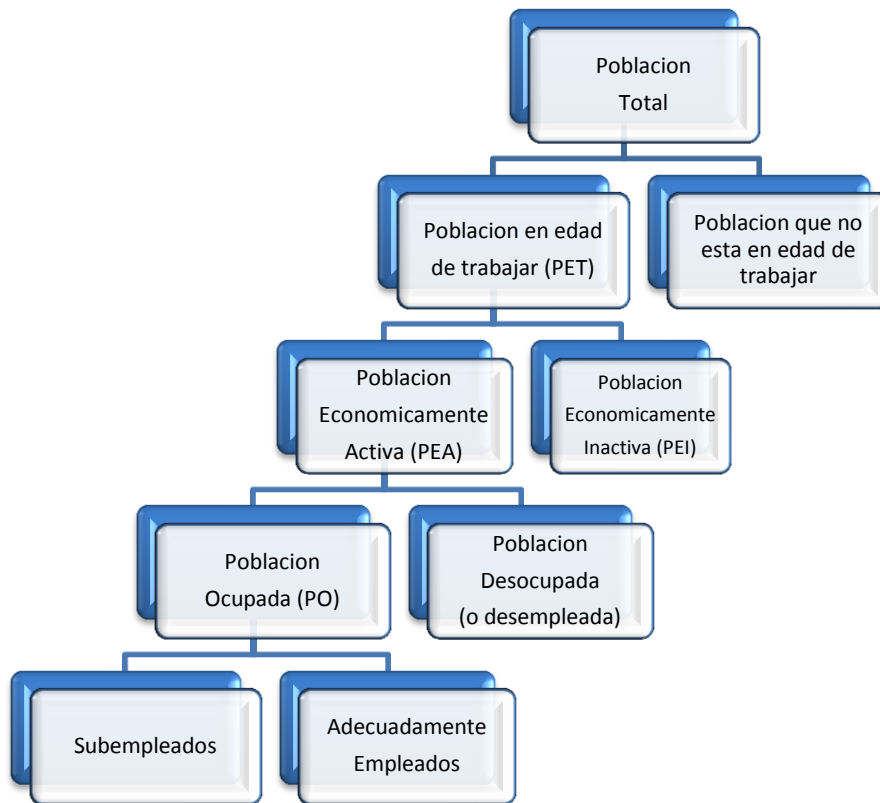 Poblacion
Total
Poblacion en edad
de trabajar (PET)
Poblacion que no
esta en edad de
trabajar
Poblacion
Economicamente
Activa (PEA)
Poblacion
Economicamente
Inactiva (PEI)
Poblacion
Ocupada (PO)
Poblacion
Desocupada
(o desempleada)
Subempleados
Adecuadamente
Empleados